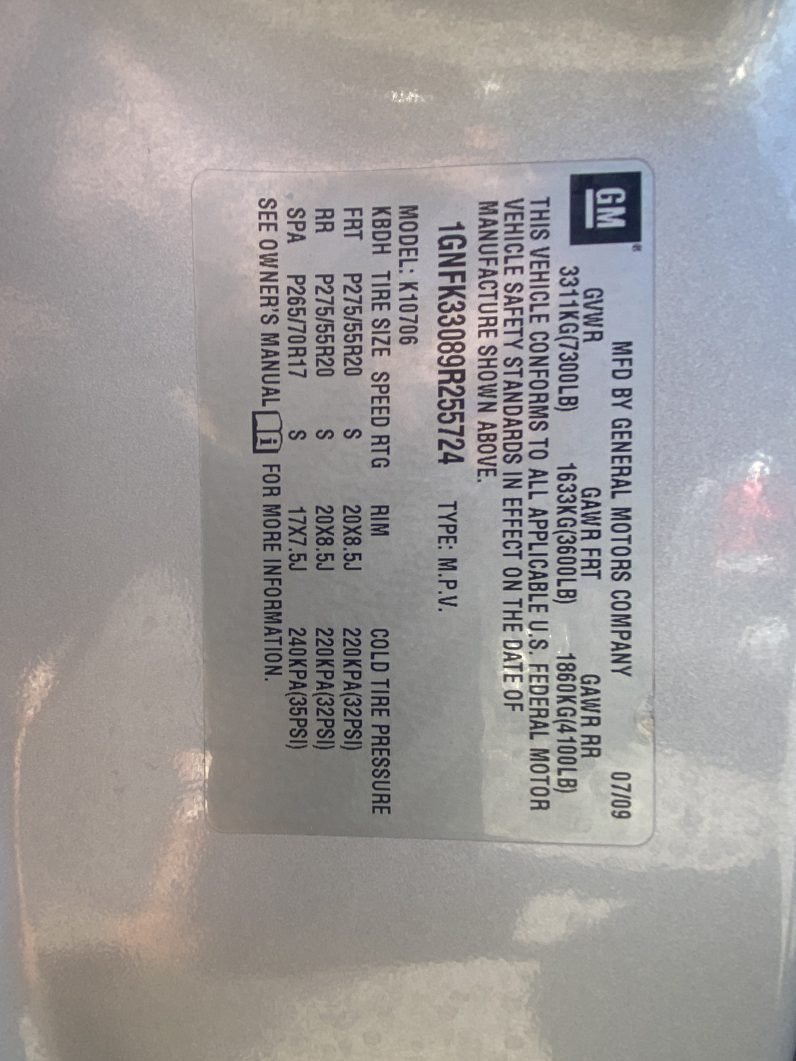 GM®
MFD BY GENERAL MOTORS COMPANY 07/09
GVWR GAWR FRT GAWR RR
3311KG(7300LB) 1633KG(3600LB) 1860KG(4100LB)
THIS VEHICLE CONFORMS TO ALL APPLICABLE U.S. FEDERAL MOTOR
VEHICLE SAFETY STANDARDS IN EFFECT ON THE DATE OF
MANUFACTURE SHOWN ABOVE.
1GNFK33089R255724 TYPE: M.P.V.
MODEL: K10706
KBDH TIRE SIZE SPEED RTG RIM COLD TIRE PRESSURE
FRT P275/55R20 S 20X8.5J 220KPA(32PSI)
RR P275/55R20 S 20X8.5J 220KPA(32PSI)
SPA P265/70R17 S 17X7.5J 240KPA(35PSI)
SEE OWNER'S MANUAL i FOR MORE INFORMATION.